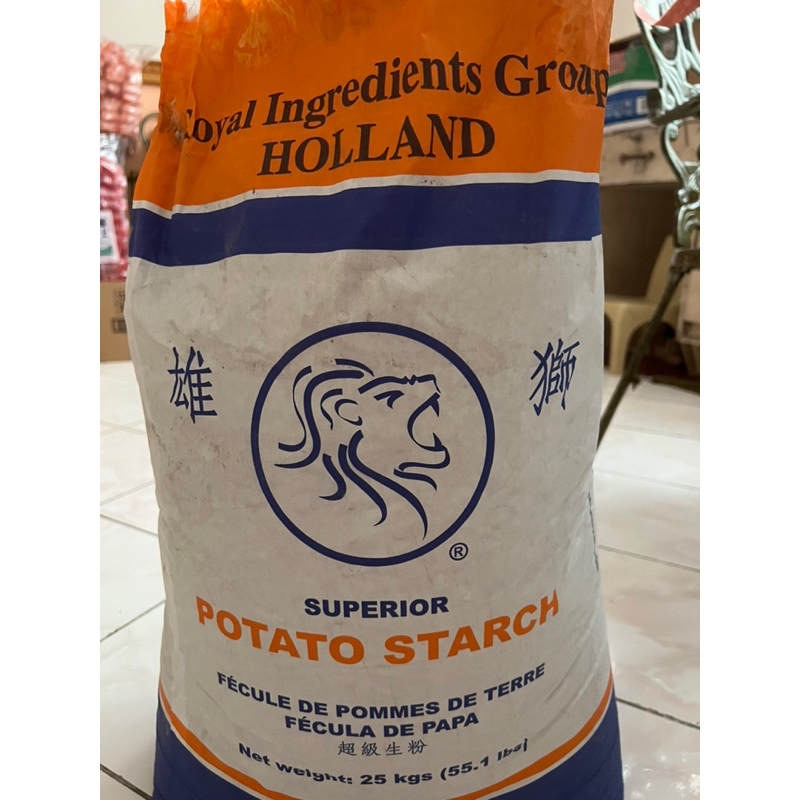 Royal Ingredients Group
HOLLAND
雄 獅
®
SUPERIOR
POTATO STARCH
FÉCULE DE POMMES DE TERRE
FÉCULA DE PAPA
超級生粉
Net weight: 25 kgs (55.1 lbs)